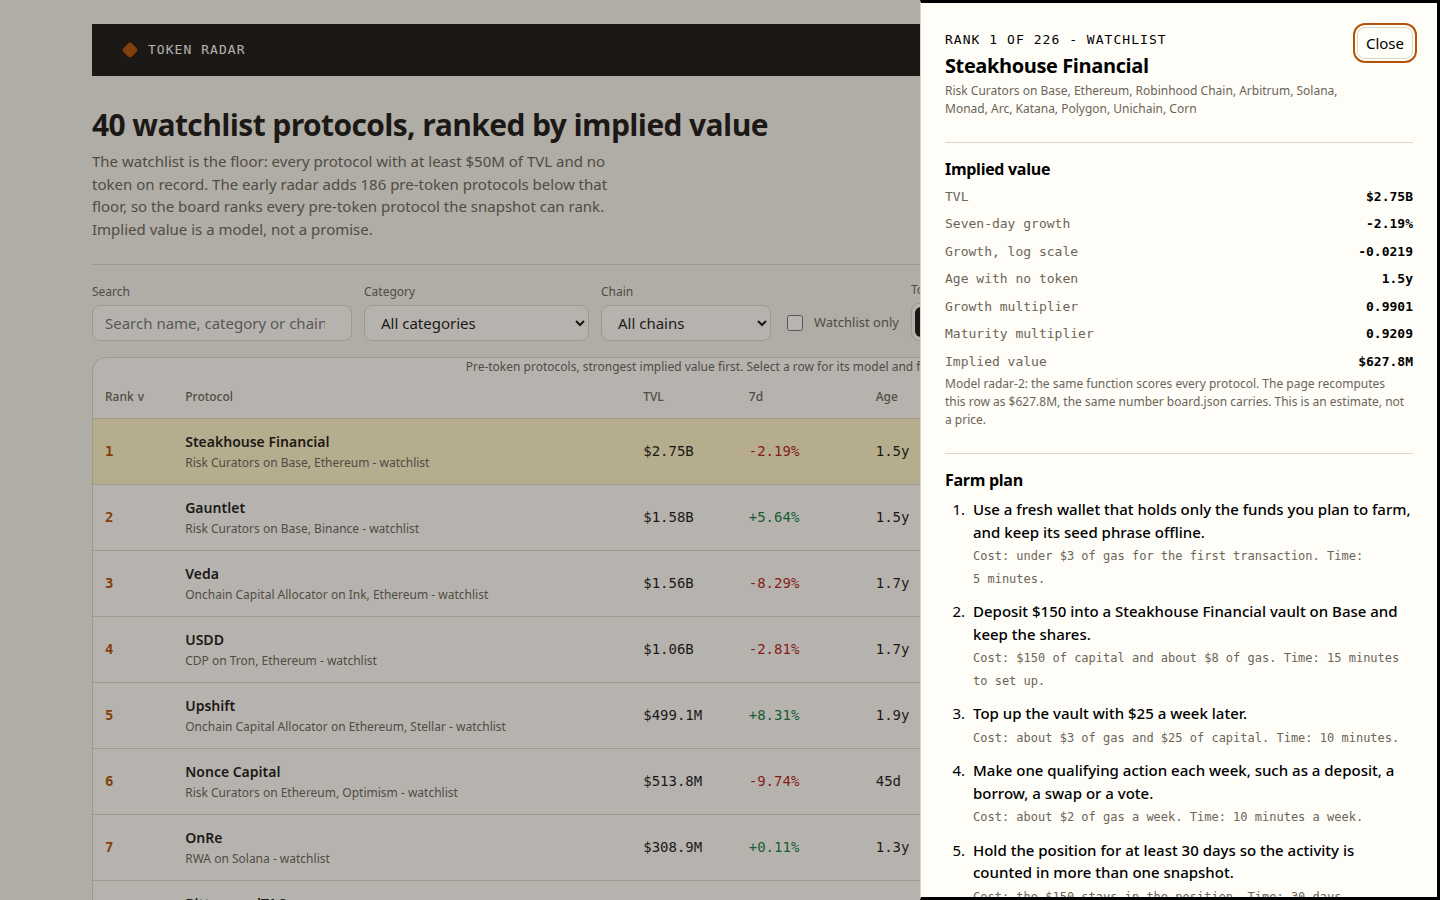 TOKEN RADAR
40 watchlist protocols, ranked by implied value
The watchlist is the floor: every protocol with at least $50M of TVL and no
token on record. The early radar adds 186 pre-token protocols below that
floor, so the board ranks every pre-token protocol the snapshot can rank.
Implied value is a model, not a promise.
Search
Category
Chain
Search name, category or chain
All categories
All chains
Watchlist only
Pre-token protocols, strongest implied value first. Select a row for its model and f
Rank v Protocol TVL 7d Age
1 Steakhouse Financial $2.75B -2.19% 1.5y
Risk Curators on Base, Ethereum - watchlist
2 Gauntlet $1.58B +5.64% 1.5y
Risk Curators on Base, Binance - watchlist
3 Veda $1.56B -8.29% 1.7y
Onchain Capital Allocator on Ink, Ethereum - watchlist
4 USDD $1.06B -2.81% 1.7y
CDP on Tron, Ethereum - watchlist
5 Upshift $499.1M +8.31% 1.9y
Onchain Capital Allocator on Ethereum, Stellar - watchlist
6 Nonce Capital $513.8M -9.74% 45d
Risk Curators on Ethereum, Optimism - watchlist
7 OnRe $308.9M +0.11% 1.3y
RWA on Solana - watchlist
RANK 1 OF 226 - WATCHLIST
Close
Steakhouse Financial
Risk Curators on Base, Ethereum, Robinhood Chain, Arbitrum, Solana,
Monad, Arc, Katana, Polygon, Unichain, Corn
Implied value
TVL $2.75B
Seven-day growth -2.19%
Growth, log scale -0.0219
Age with no token 1.5y
Growth multiplier 0.9901
Maturity multiplier 0.9209
Implied value $627.8M
Model radar-2: the same function scores every protocol. The page recomputes
this row as $627.8M, the same number board.json carries. This is an estimate, not
a price.
Farm plan
1. Use a fresh wallet that holds only the funds you plan to farm,
and keep its seed phrase offline.
Cost: under $3 of gas for the first transaction. Time:
5 minutes.
2. Deposit $150 into a Steakhouse Financial vault on Base and
keep the shares.
Cost: $150 of capital and about $8 of gas. Time: 15 minutes
to set up.
3. Top up the vault with $25 a week later.
Cost: about $3 of gas and $25 of capital. Time: 10 minutes.
4. Make one qualifying action each week, such as a deposit, a
borrow, a swap or a vote.
Cost: about $2 of gas a week. Time: 10 minutes a week.
5. Hold the position for at least 30 days so the activity is
counted in more than one snapshot.
Cost: the $150 stays in the position. Time: 30 days.